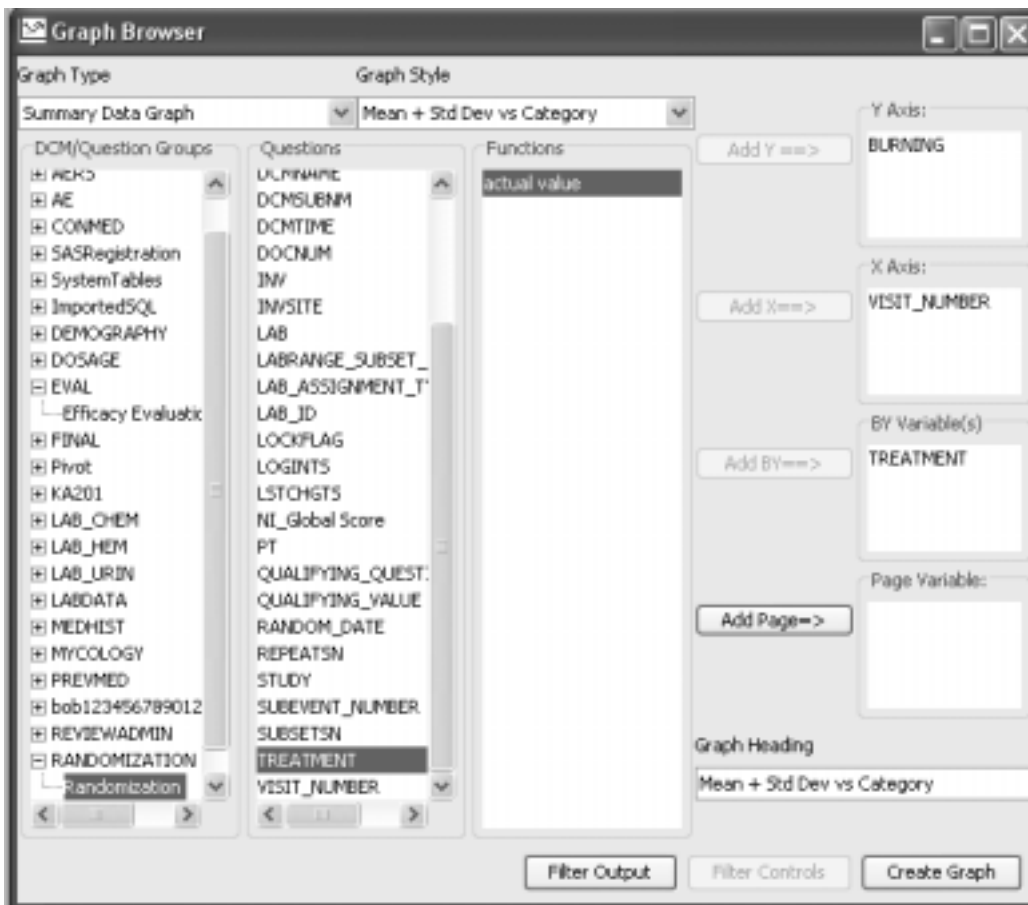 Graph Browser
Graph Type
Graph Style
Summary Data Graph
Mean + Std Dev vs Category
DCM/Question Groups
AERS
AE
CONMED
SASRegistration
SystemTables
ImportedSQL
DEMOGRAPHY
DOSAGE
EVAL
Efficacy Evaluatic
FINAL
Pivot
KA201
LAB_CHEM
LAB_HEM
LAB_URIN
LABDATA
MEDHIST
MYCOLOGY
PREVMED
bob123456789012
REVIEWADMIN
RANDOMIZATION
Randomization
Questions
DCMNAME
DCMSUBNM
DCMTIME
DOCNUM
INV
INVSITE
LAB
LABRANGE_SUBSET_
LAB_ASSIGNMENT_T
LAB_ID
LOCKFLAG
LOGINTS
LSTCHGTS
NI_Global Score
PT
QUALIFYING_QUEST
QUALIFYING_VALUE
RANDOM_DATE
REPEATSN
STUDY
SUBEVENT_NUMBER
SUBSETSN
TREATMENT
VISIT_NUMBER
Functions
actual value
Add Y ==>
Y Axis:
BURNING
Add X==>
X Axis:
VISIT_NUMBER
Add BY==>
BY Variable(s)
TREATMENT
Add Page=>
Page Variable:
Graph Heading
Mean + Std Dev vs Category
Filter Output
Filter Controls
Create Graph